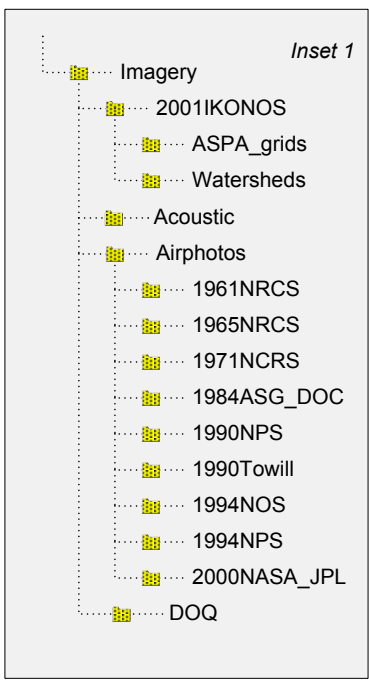 Inset 1
Imagery
2001IKONOS
ASPA_grids
Watersheds
Acoustic
Airphotos
1961NRCS
1965NRCS
1971NCRS
1984ASG_DOC
1990NPS
1990Towill
1994NOS
1994NPS
2000NASA_JPL
DOQ